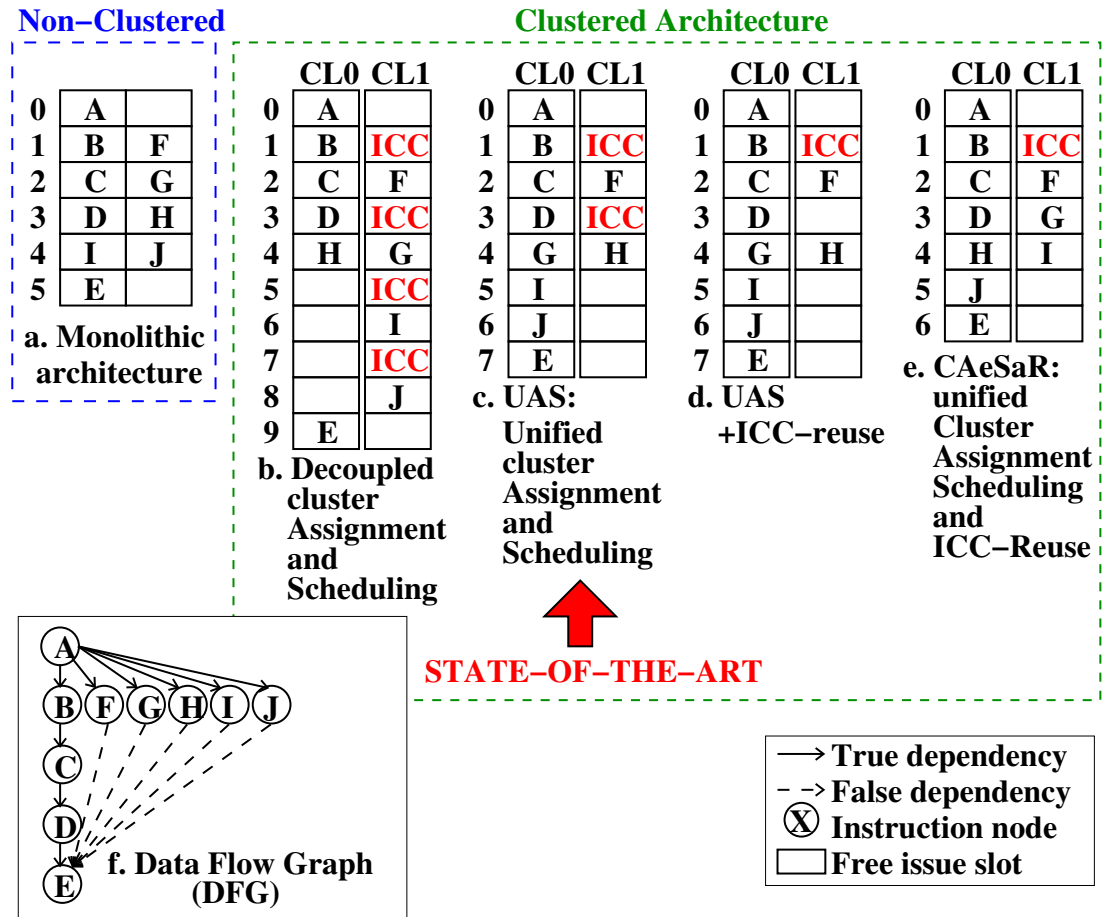 Non-Clustered
Clustered Architecture
0 A
1 B F
2 C G
3 D H
4 I J
5 E
a. Monolithic
architecture
CL0 CL1
0 A
1 B ICC
2 C F
3 D ICC
4 H G
5 ICC
6 I
7 ICC
8 J
9 E
b. Decoupled
cluster
Assignment
and
Scheduling
CL0 CL1
0 A
1 B ICC
2 C F
3 D ICC
4 G H
5 I
6 J
7 E
c. UAS:
Unified
cluster
Assignment
and
Scheduling
CL0 CL1
0 A
1 B ICC
2 C F
3 D
4 G H
5 I
6 J
7 E
d. UAS
+ICC-reuse
CL0 CL1
0 A
1 B ICC
2 C F
3 D G
4 H I
5 J
6 E
e. CAeSaR:
unified
Cluster
Assignment
Scheduling
and
ICC-Reuse
STATE-OF-THE-ART
A
B F G H I J
C
D
E
f. Data Flow Graph
(DFG)
True dependency
False dependency
X Instruction node
Free issue slot